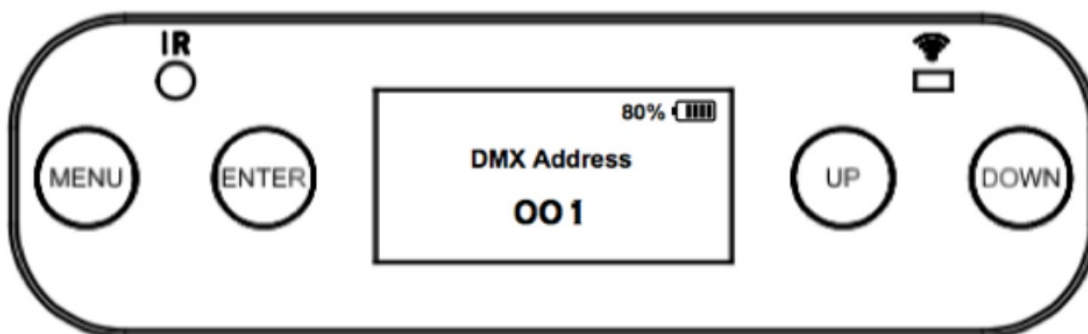 IR
80%
DMX Address
001
MENU
ENTER
UP
DOWN